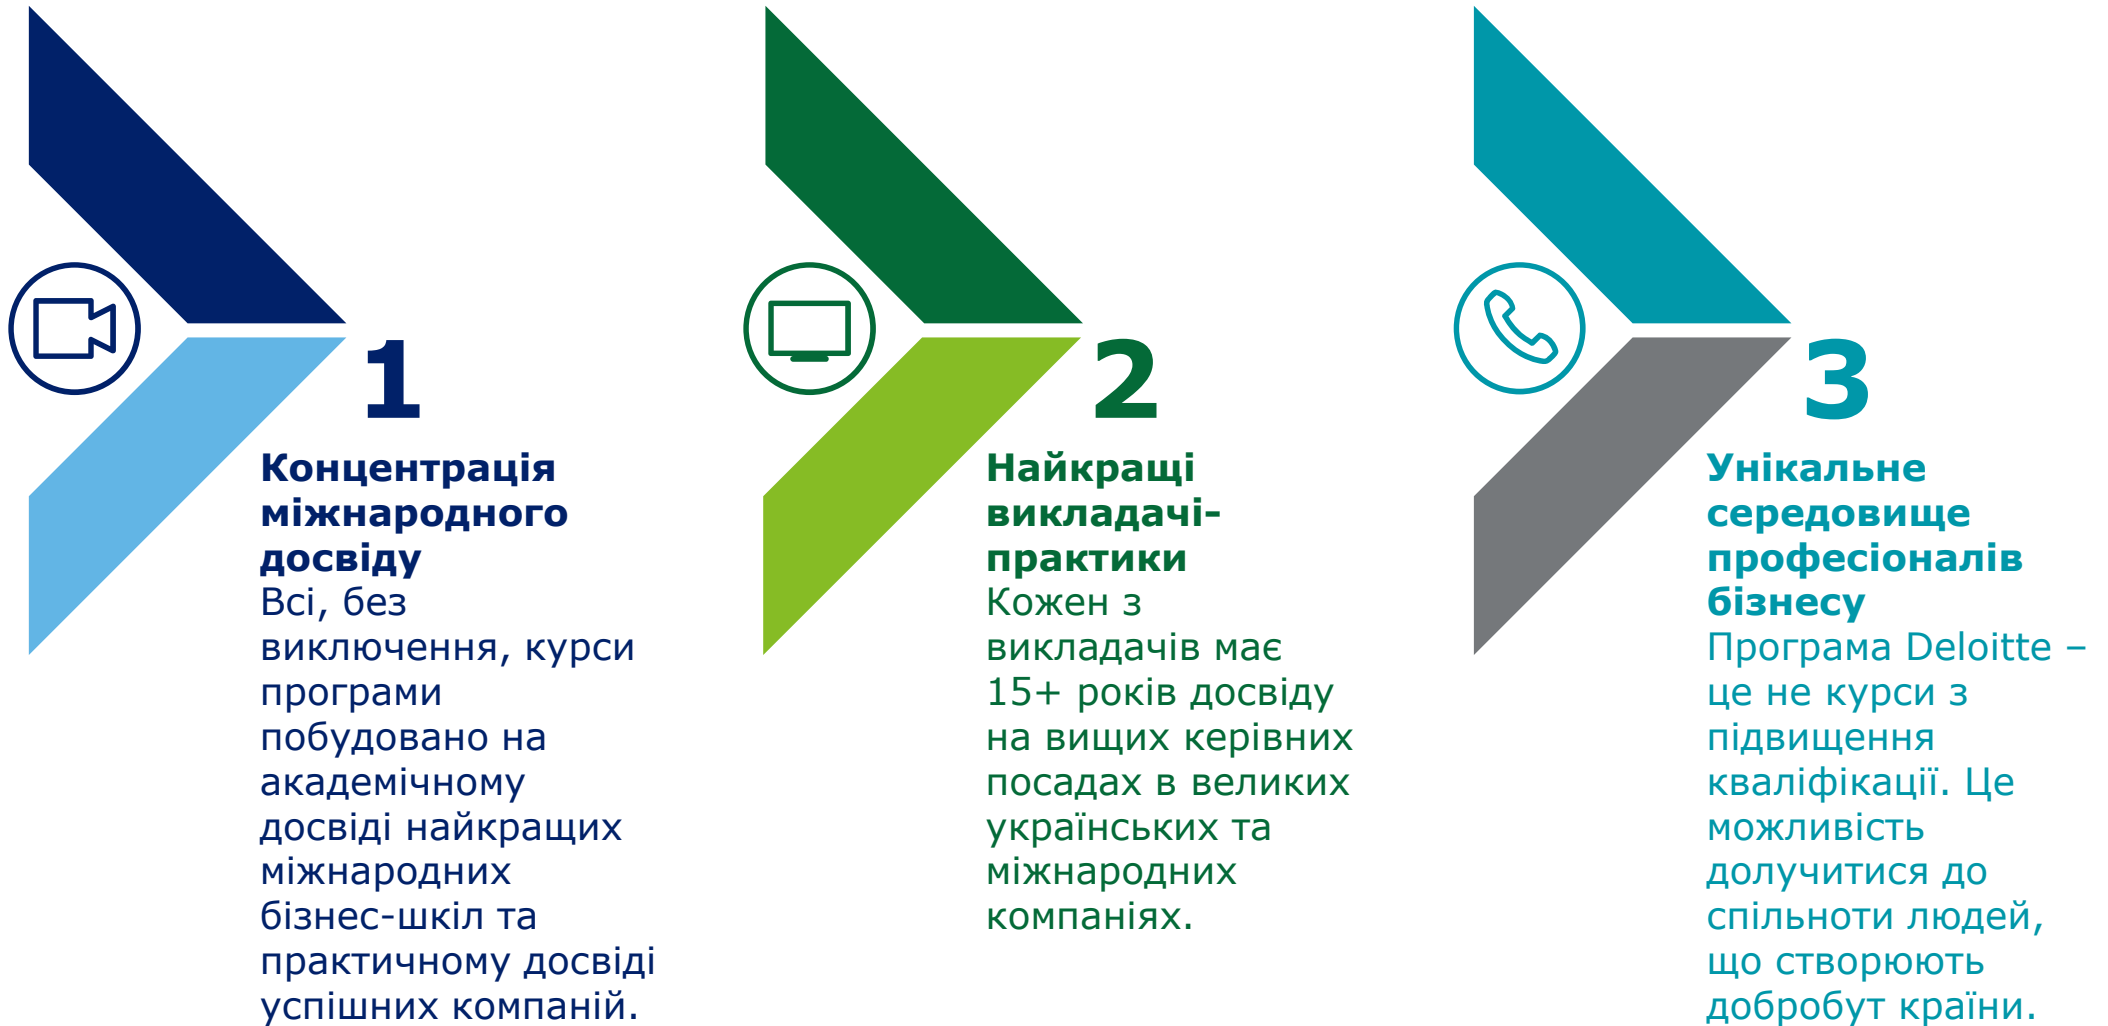 1
Концентрація
міжнародного
досвіду
Всі, без
виключення, курси
програми
побудовано на
академічному
досвіді найкращих
міжнародних
бізнес-шкіл та
практичному досвіді
успішних компаній.
2
Найкращі
викладачі-
практики
Кожен з
викладачів має
15+ років досвіду
на вищих керівних
посадах в великих
українських та
міжнародних
компаніях.
3
Унікальне
середовище
професіоналів
бізнесу
Програма Deloitte –
це не курси з
підвищення
кваліфікації. Це
можливість
долучитися до
спільноти людей,
що створюють
добробут країни.